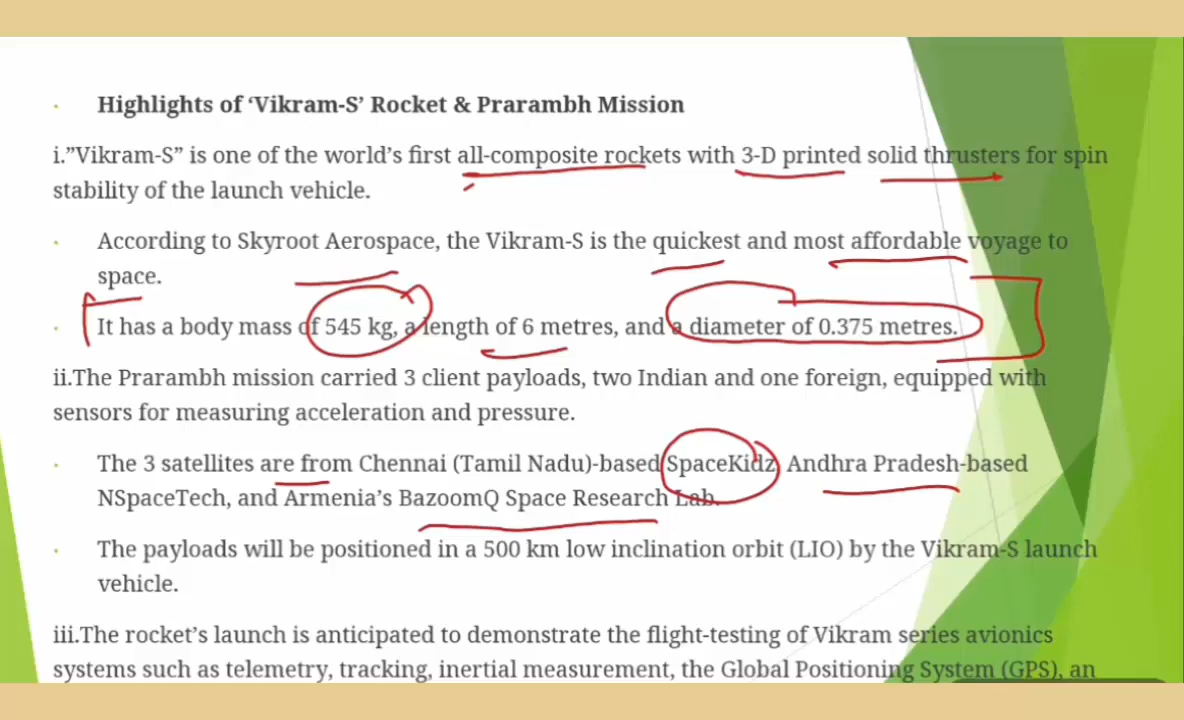 · Highlights of ‘Vikram-S’ Rocket & Prarambh Mission
i.”Vikram-S” is one of the world’s first all-composite rockets with 3-D printed solid thrusters for spin
stability of the launch vehicle.
· According to Skyroot Aerospace, the Vikram-S is the quickest and most affordable voyage to
space.
· It has a body mass of 545 kg, a length of 6 metres, and a diameter of 0.375 metres.
ii.The Prarambh mission carried 3 client payloads, two Indian and one foreign, equipped with
sensors for measuring acceleration and pressure.
· The 3 satellites are from Chennai (Tamil Nadu)-based SpaceKidz, Andhra Pradesh-based
NSpaceTech, and Armenia’s BazoomQ Space Research Lab.
· The payloads will be positioned in a 500 km low inclination orbit (LIO) by the Vikram-S launch
vehicle.
iii.The rocket’s launch is anticipated to demonstrate the flight-testing of Vikram series avionics
systems such as telemetry, tracking, inertial measurement, the Global Positioning System (GPS), an